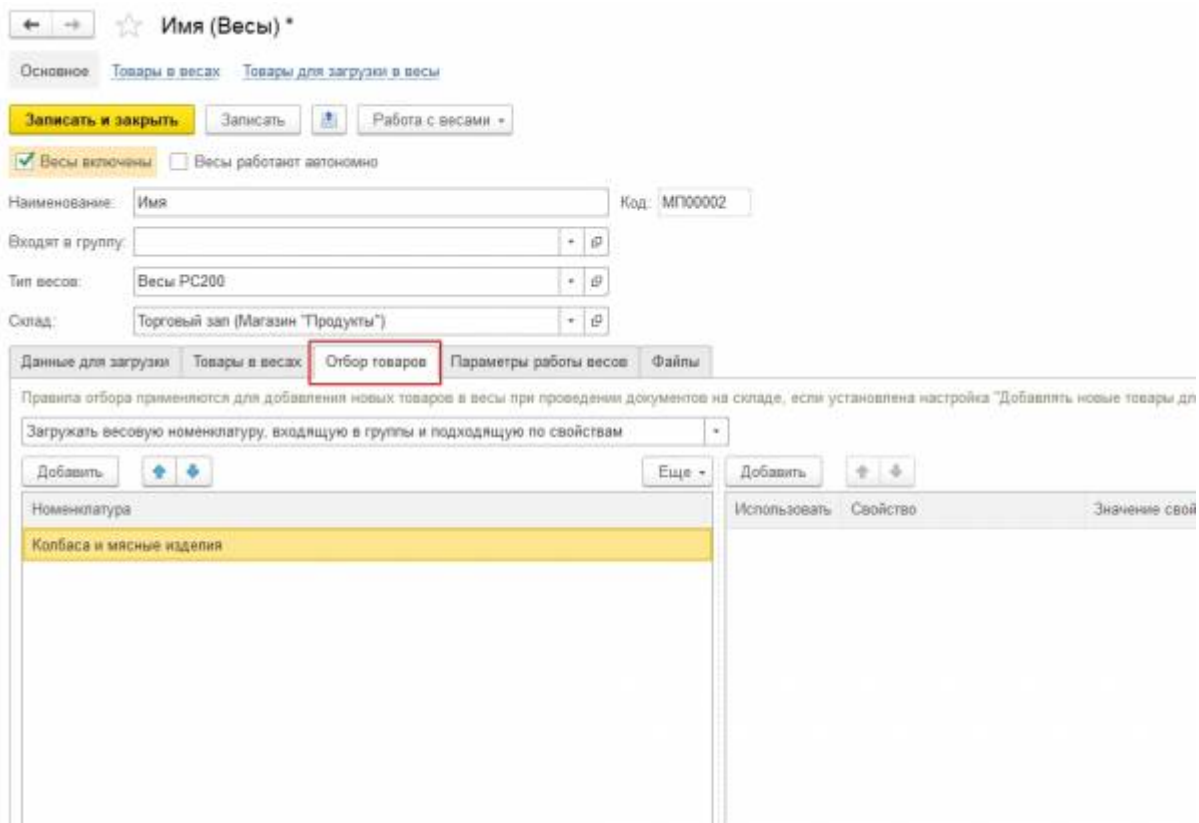 Имя (Весы) *
Основное Товары в весах Товары для загрузки в весы
Записать и закрыть Записать Работа с весами
Весы включены Весы работают автономно
Наименование: Имя Код: МП00002
Входят в группу:
Тип весов: Весы PC200
Склад: Торговый зал (Магазин "Продукты")
Данные для загрузки Товары в весах Отбор товаров Параметры работы весов Файлы
Правила отбора применяются для добавления новых товаров в весы при проведении документов на складе, если установлена настройка "Добавлять новые товары дл
Загружать весовую номенклатуру, входящую в группы и подходящую по свойствам
Добавить Еще Добавить
Номенклатура Использовать Свойство Значение свой
Колбаса и мясные изделия